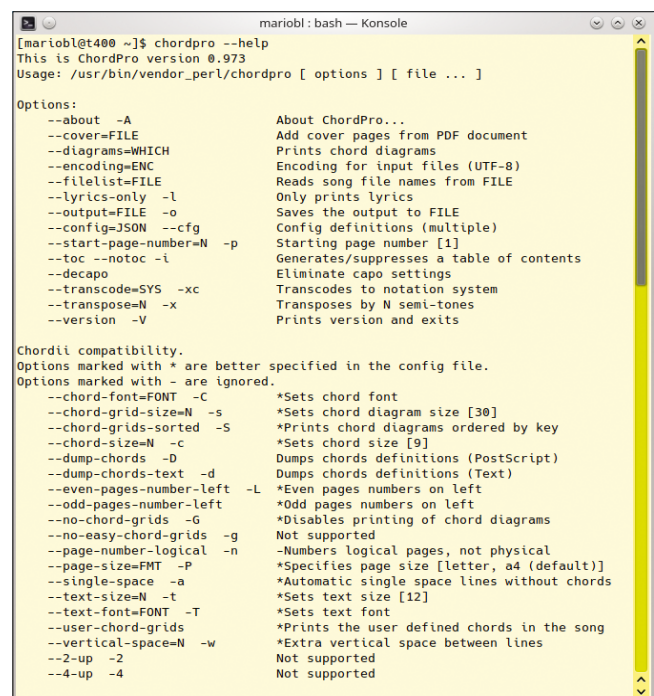 mariobl : bash — Konsole
[mariobl@t400 ~]$ chordpro --help
This is ChordPro version 0.973
Usage: /usr/bin/vendor_perl/chordpro [ options ] [ file ... ]

Options:
    --about  -A                 About ChordPro...
    --cover=FILE                Add cover pages from PDF document
    --diagrams=WHICH            Prints chord diagrams
    --encoding=ENC              Encoding for input files (UTF-8)
    --filelist=FILE             Reads song file names from FILE
    --lyrics-only  -l           Only prints lyrics
    --output=FILE  -o           Saves the output to FILE
    --config=JSON  --cfg        Config definitions (multiple)
    --start-page-number=N  -p   Starting page number [1]
    --toc --notoc -i            Generates/suppresses a table of contents
    --decapo                    Eliminate capo settings
    --transcode=SYS  -xc        Transcodes to notation system
    --transpose=N  -x           Transposes by N semi-tones
    --version  -V               Prints version and exits

Chordii compatibility.
Options marked with * are better specified in the config file.
Options marked with - are ignored.
    --chord-font=FONT  -C       *Sets chord font
    --chord-grid-size=N  -s     *Sets chord diagram size [30]
    --chord-grids-sorted  -S    *Prints chord diagrams ordered by key
    --chord-size=N  -c          *Sets chord size [9]
    --dump-chords  -D           Dumps chords definitions (PostScript)
    --dump-chords-text  -d      Dumps chords definitions (Text)
    --even-pages-number-left  -L  *Even pages numbers on left
    --odd-pages-number-left     *Odd pages numbers on left
    --no-chord-grids  -G        *Disables printing of chord diagrams
    --no-easy-chord-grids  -g   Not supported
    --page-number-logical  -n   -Numbers logical pages, not physical
    --page-size=FMT  -P         *Specifies page size [letter, a4 (default)]
    --single-space  -a          *Automatic single space lines without chords
    --text-size=N  -t           *Sets text size [12]
    --text-font=FONT  -T        *Sets text font
    --user-chord-grids          *Prints the user defined chords in the song
    --vertical-space=N  -w      *Extra vertical space between lines
    --2-up  -2                  Not supported
    --4-up  -4                  Not supported